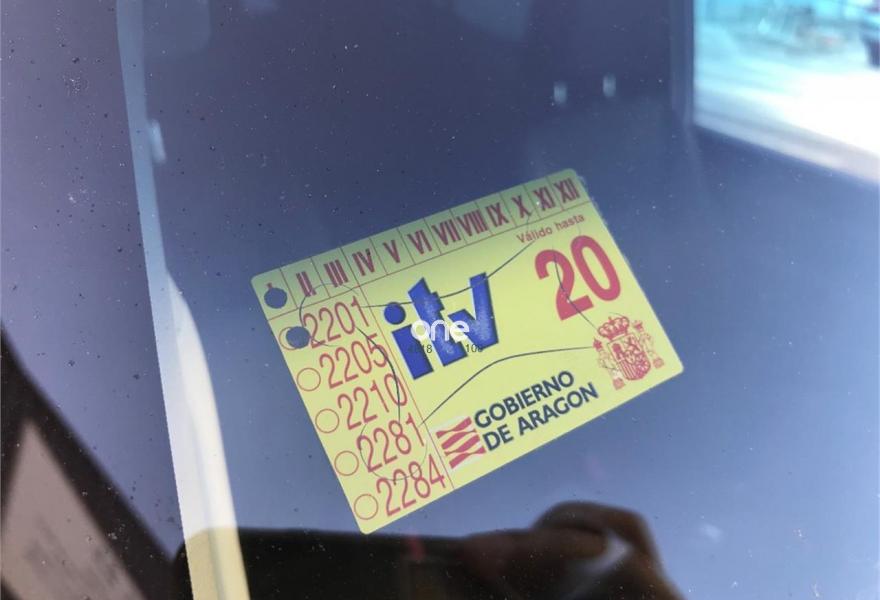 I II III IV V VI VII VIII IX X XI XII
Válido hasta
20
itv
one
2201
2205
2210
2281
2284
GOBIERNO
DE ARAGON